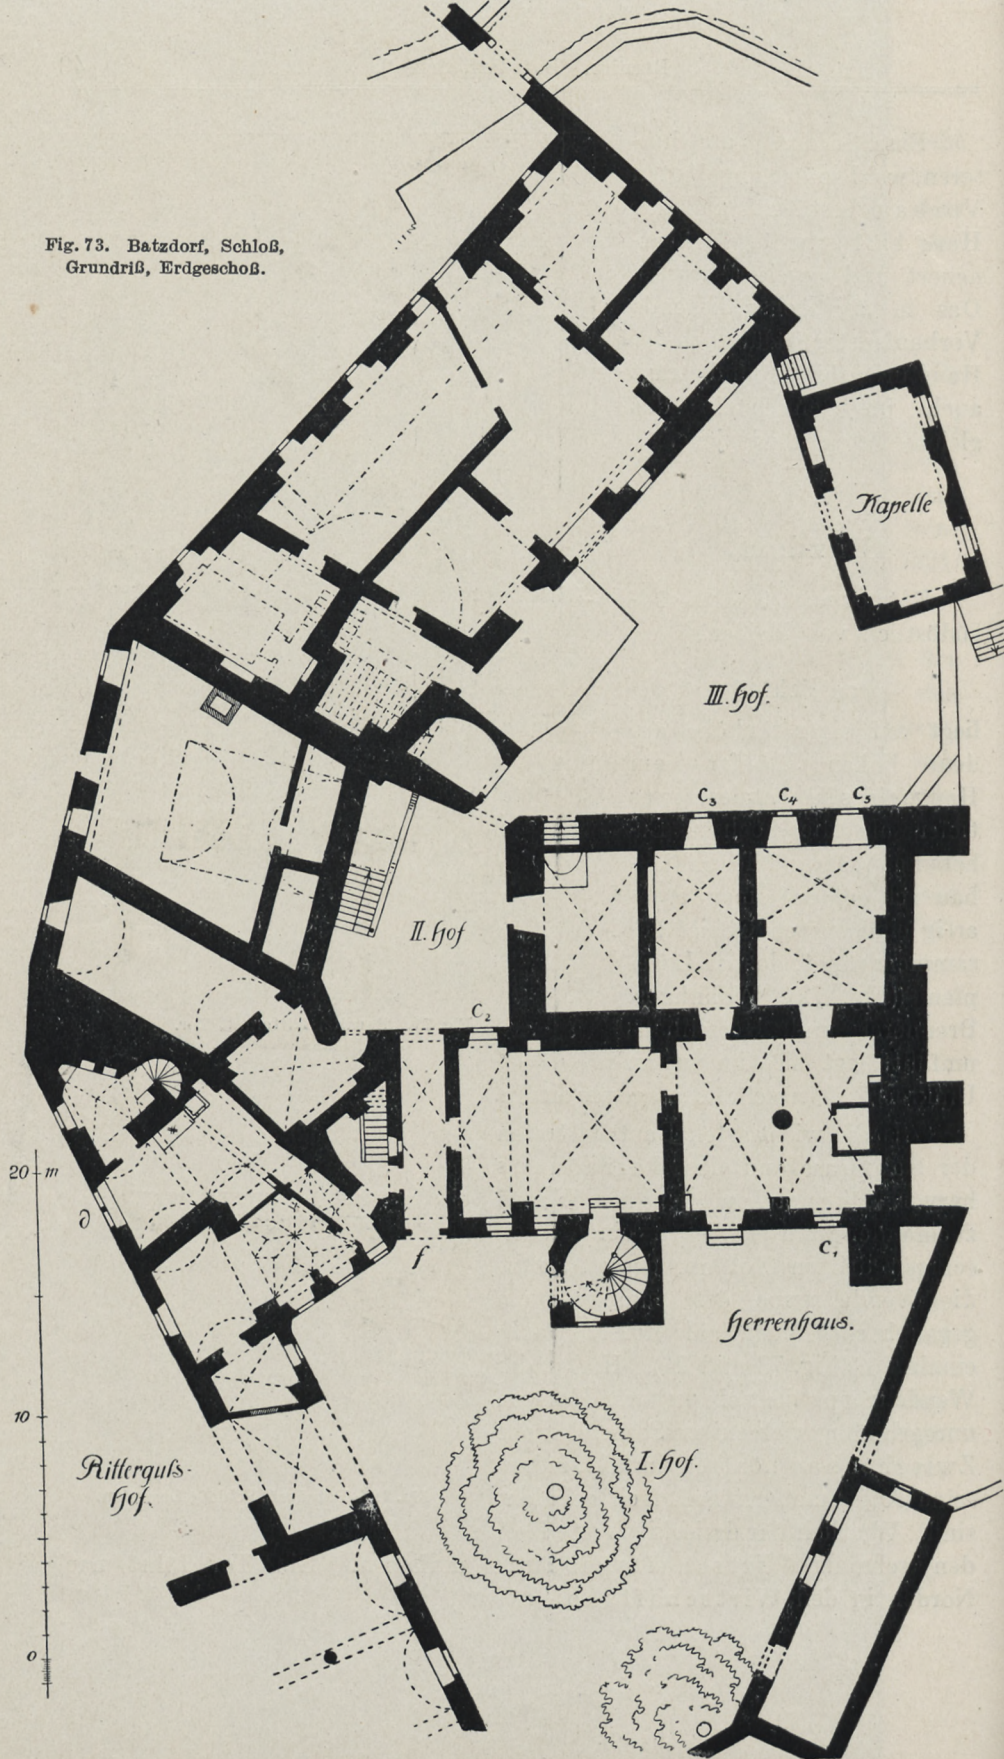 Fig. 73. Batzdorf, Schloß,
Grundriß, Erdgeschoß.
Kapelle
III. Hof.
C₃ C₄ C₅
II. Hof
C₂
20 m
∂
f
C₁
Herrenhaus.
10
I. Hof.
Ritterguts-
hof.
0